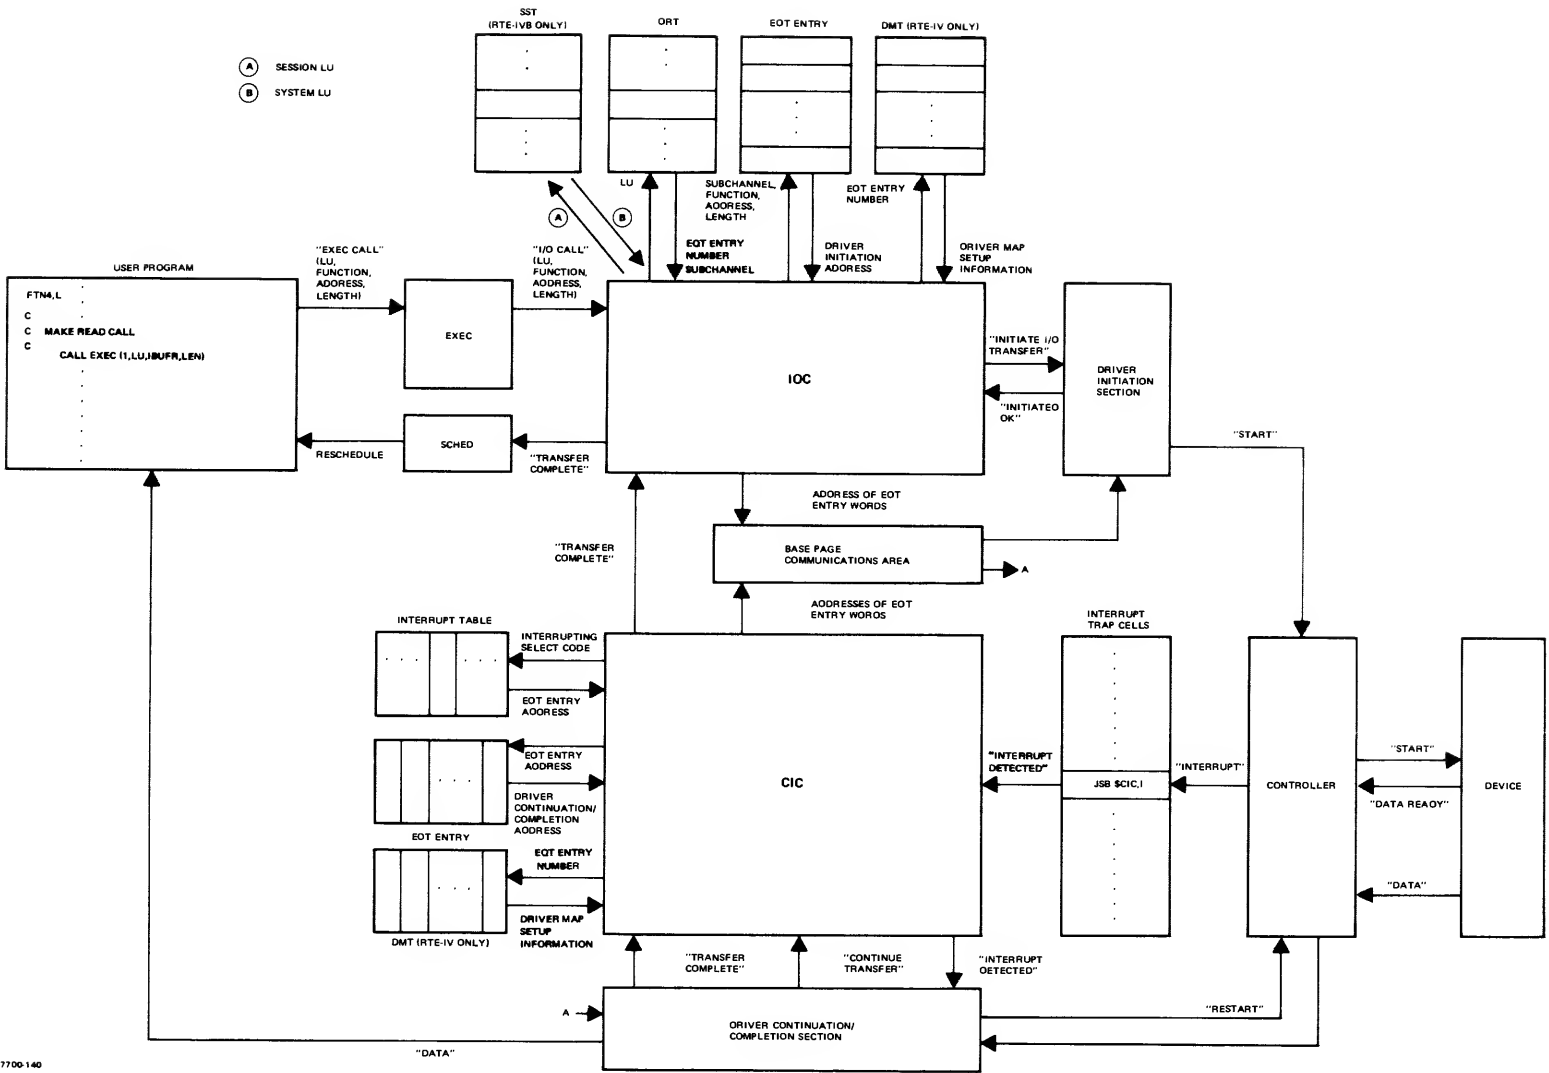 SST
(RTE-IVB ONLY)
ORT
EOT ENTRY
DMT (RTE-IV ONLY)
A SESSION LU
B SYSTEM LU
A
B
LU
EQT ENTRY
NUMBER
SUBCHANNEL
SUBCHANNEL,
FUNCTION,
AODRESS,
LENGTH
DRIVER
INITIATION
ADDRESS
EOT ENTRY
NUMBER
DRIVER MAP
SETUP
INFORMATION
USER PROGRAM
FTN4,L
C
C MAKE READ CALL
C
CALL EXEC (1,LU,IBUFR,LEN)
"EXEC CALL"
(LU,
FUNCTION,
ADDRESS,
LENGTH)
EXEC
"I/O CALL"
(LU,
FUNCTION,
ADDRESS,
LENGTH)
IOC
"INITIATE I/O
TRANSFER"
"INITIATEO
OK"
DRIVER
INITIATION
SECTION
"START"
RESCHEDULE
SCHED
"TRANSFER
COMPLETE"
ADDRESS OF EOT
ENTRY WORDS
BASE PAGE
COMMUNICATIONS AREA
A
"TRANSFER
COMPLETE"
AODRESSES OF EOT
ENTRY WORDS
INTERRUPT TABLE
INTERRUPTING
SELECT CODE
EOT ENTRY
AOORESS
EOT ENTRY
AODRESS
DRIVER
CONTINUATION/
COMPLETION
AODRESS
EOT ENTRY
EQT ENTRY
NUMBER
DRIVER MAP
SETUP
INFORMATION
DMT (RTE-IV ONLY)
CIC
"INTERRUPT
DETECTED"
INTERRUPT
TRAP CELLS
JSB $CIC,I
"INTERRUPT"
CONTROLLER
"START"
"DATA REAOY"
"DATA"
DEVICE
"TRANSFER
COMPLETE"
"CONTINUE
TRANSFER"
"INTERRUPT
DETECTED"
A
ORIVER CONTINUATION/
COMPLETION SECTION
"RESTART"
"DATA"
7700-140